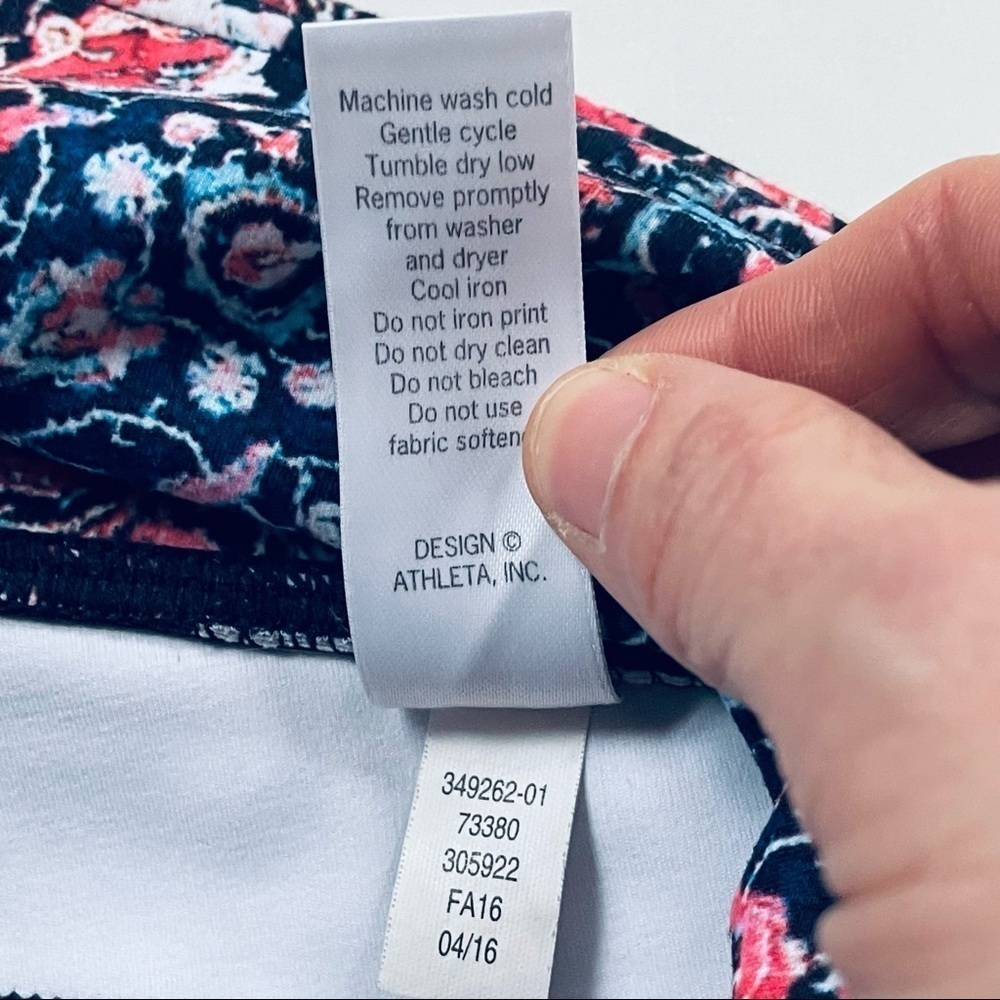 Machine wash cold
Gentle cycle
Tumble dry low
Remove promptly
from washer
and dryer
Cool iron
Do not iron print
Do not dry clean
Do not bleach
Do not use
fabric soften
DESIGN ©
ATHLETA, INC.
349262-01
73380
305922
FA16
04/16